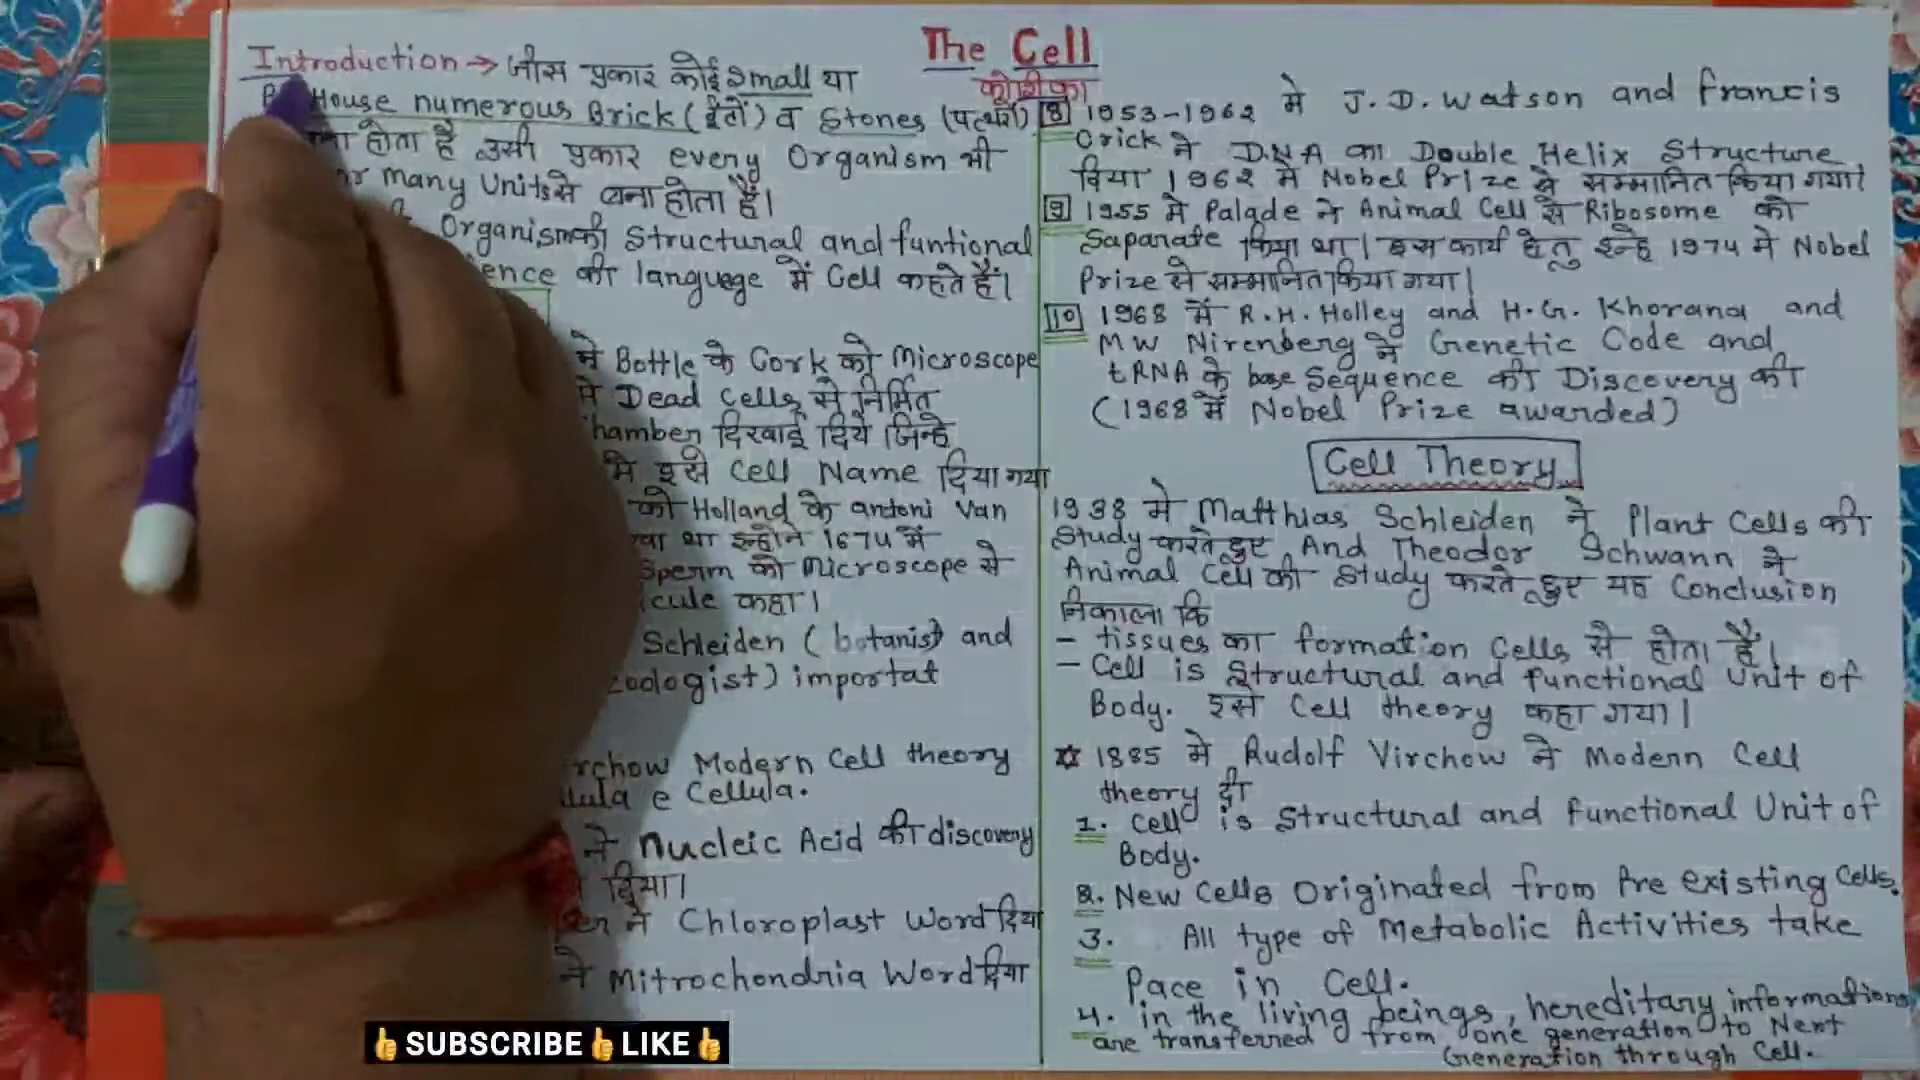 The Cell
कोशिका
Introduction → जीस प्रकार कोई Small या
House numerous Brick (ईंटों) व Stones (पत्थरों)
होता है उसी प्रकार every Organism भी
many Units से बना होता है।
Organism की Structural and funtional
की language में Cell कहते हैं।
ने Bottle के Cork को Microscope
मे Dead Cells से निर्मित
दिखाई दिये जिन्हे
मे इसे Cell Name दिया गया
को Holland के antoni Van
था इन्होने 1674 में
Sperm को Microscope से
कहा।
Schleiden (botanist) and
importat
Modern Cell theory
e Cellula.
ने Nucleic Acid की discovery
दिया।
ने Chloroplast Word दिया
ने Mitrochondria Word दिया
8 1953-1962 मे J.D. Watson and Francis
Crick ने D.N.A का Double Helix Structure
दिया 1962 मे Nobel Prize से सम्मानित किया गया।
9 1955 मे Palade ने Animal Cell से Ribosome को
Saparate किया था। इस कार्य हेतु इन्हे 1974 मे Nobel
Prize से सम्मानित किया गया।
10 1968 में R.H. Holley and H.G. Khorana and
MW Nirenberg ने Genetic Code and
tRNA के base Sequence की Discovery की
(1968 में Nobel Prize awarded)
Cell Theory
1938 मे Matthias Schleiden ने Plant Cells की
Study करते हुए And Theodor Schwann ने
Animal Cell की Study करते हुए यह Conclusion
निकाला कि
- tissues का formation Cells से होता है।
- Cell is Structural and functional Unit of
Body. इसे Cell theory कहा गया।
☆ 1885 मे Rudolf Virchow ने Modern Cell
theory दी
1. Cell is Structural and functional Unit of
Body.
2. New Cells Originated from Pre existing Cells.
3. All type of Metabolic Activities take
Pace in Cell.
4. in the living beings, hereditary informations
are transferred from one generation to Next
Generation through Cell.
👍SUBSCRIBE👍LIKE👍